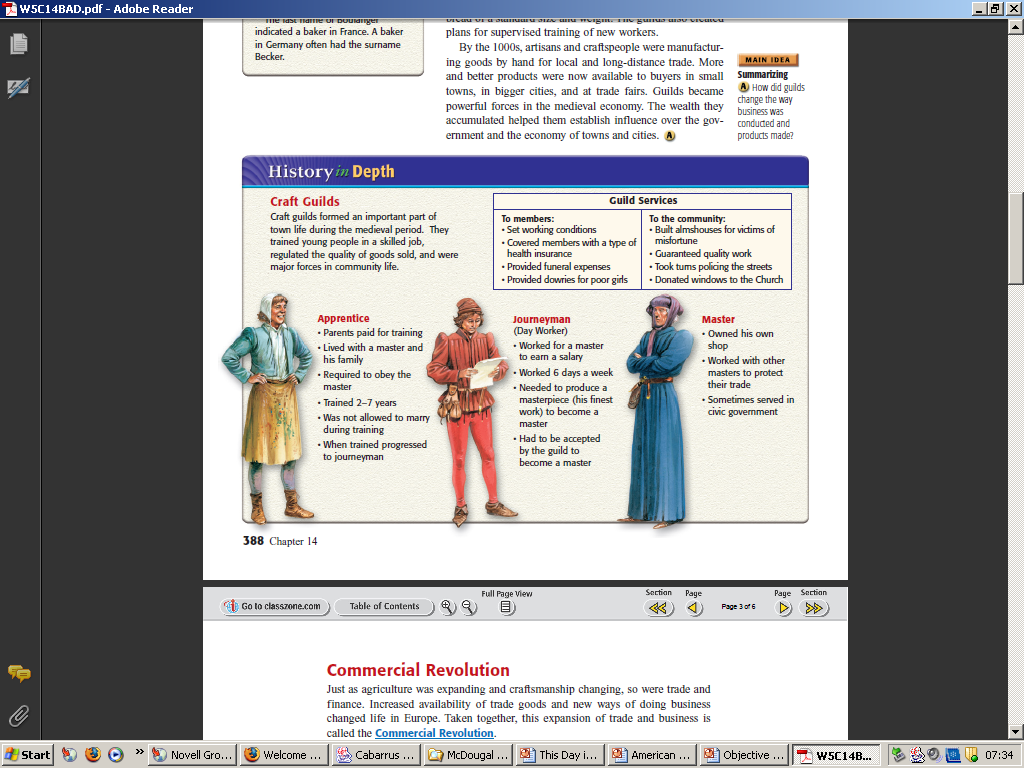 W5C14BAD.pdf - Adobe Reader
The last name of Boulanger
indicated a baker in France. A baker
in Germany often had the surname
Becker.
bread of a standard size and weight. The guilds also created
plans for supervised training of new workers.
By the 1000s, artisans and craftspeople were manufactur-
ing goods by hand for local and long-distance trade. More
and better products were now available to buyers in small
towns, in bigger cities, and at trade fairs. Guilds became
powerful forces in the medieval economy. The wealth they
accumulated helped them establish influence over the gov-
ernment and the economy of towns and cities. A
MAIN IDEA
Summarizing
A How did guilds
change the way
business was
conducted and
products made?
History in Depth
Craft Guilds
Craft guilds formed an important part of
town life during the medieval period. They
trained young people in a skilled job,
regulated the quality of goods sold, and were
major forces in community life.
Guild Services
To members:
• Set working conditions
• Covered members with a type of
health insurance
• Provided funeral expenses
• Provided dowries for poor girls
To the community:
• Built almshouses for victims of
misfortune
• Guaranteed quality work
• Took turns policing the streets
• Donated windows to the Church
Apprentice
• Parents paid for training
• Lived with a master and
his family
• Required to obey the
master
• Trained 2–7 years
• Was not allowed to marry
during training
• When trained progressed
to journeyman
Journeyman
(Day Worker)
• Worked for a master
to earn a salary
• Worked 6 days a week
• Needed to produce a
masterpiece (his finest
work) to become a
master
• Had to be accepted
by the guild to
become a master
Master
• Owned his own
shop
• Worked with other
masters to protect
their trade
• Sometimes served in
civic government
388 Chapter 14
Go to classzone.com
Table of Contents
Full Page View
Section
Page
Page 3 of 6
Page
Section
Commercial Revolution
Just as agriculture was expanding and craftsmanship changing, so were trade and
finance. Increased availability of trade goods and new ways of doing business
changed life in Europe. Taken together, this expansion of trade and business is
called the Commercial Revolution.
Start
»
Novell Gro...
Welcome ...
Cabarrus ...
McDougal ...
This Day i...
American ...
Objective ...
W5C14B...
07:34